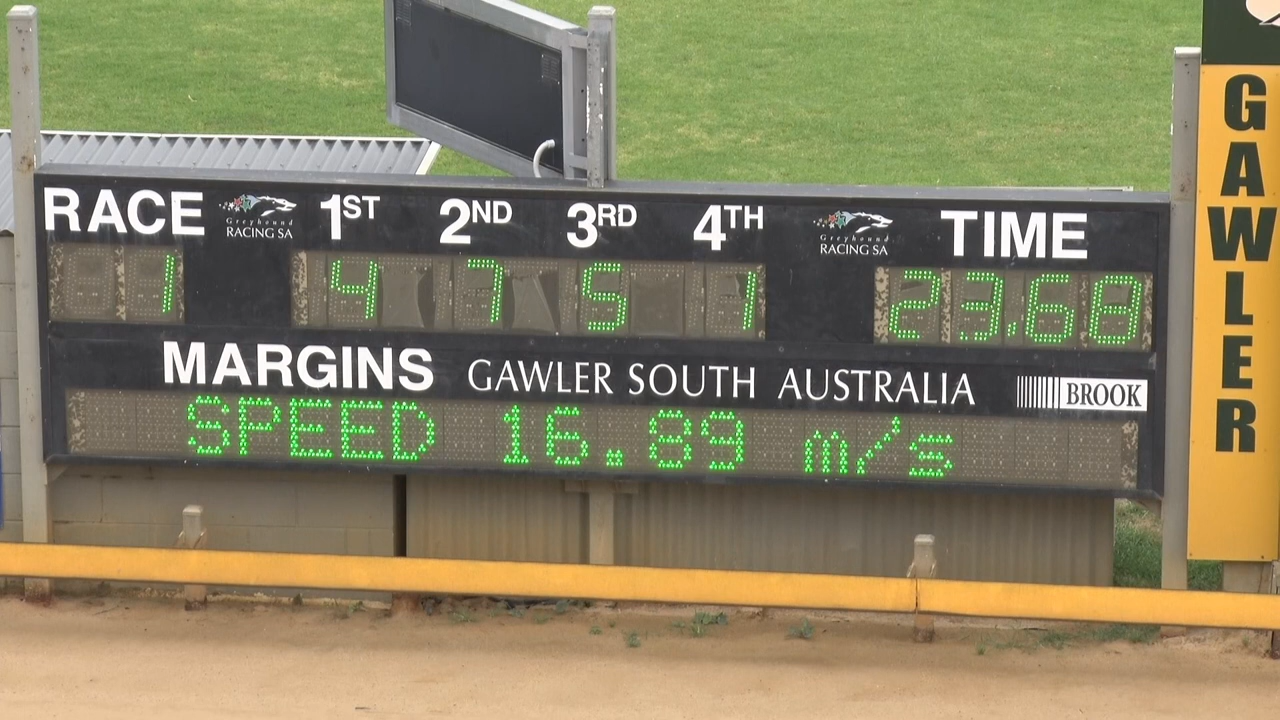 RACE Greyhound RACING SA 1ST 2ND 3RD 4TH Greyhound RACING SA TIME
1 4 7 5 1 23.68
MARGINS GAWLER SOUTH AUSTRALIA BROOK
SPEED 16.89 m/s
GAWLER